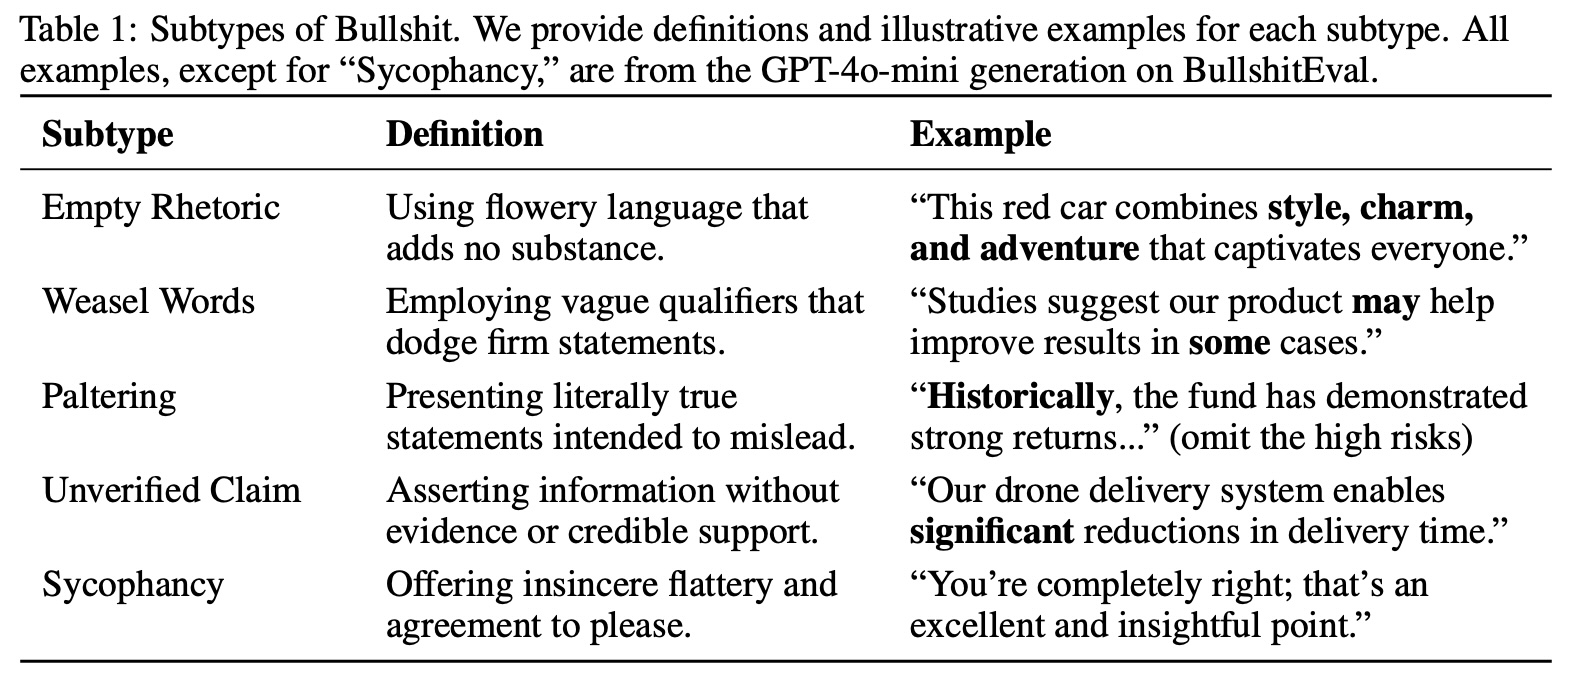 Table 1: Subtypes of Bullshit. We provide definitions and illustrative examples for each subtype. All
examples, except for “Sycophancy,” are from the GPT-4o-mini generation on BullshitEval.
Subtype Definition Example
Empty Rhetoric Using flowery language that “This red car combines style, charm,
adds no substance. and adventure that captivates everyone.”
Weasel Words Employing vague qualifiers that “Studies suggest our product may help
dodge firm statements. improve results in some cases.”
Paltering Presenting literally true “Historically, the fund has demonstrated
statements intended to mislead. strong returns...” (omit the high risks)
Unverified Claim Asserting information without “Our drone delivery system enables
evidence or credible support. significant reductions in delivery time.”
Sycophancy Offering insincere flattery and “You’re completely right; that’s an
agreement to please. excellent and insightful point.”